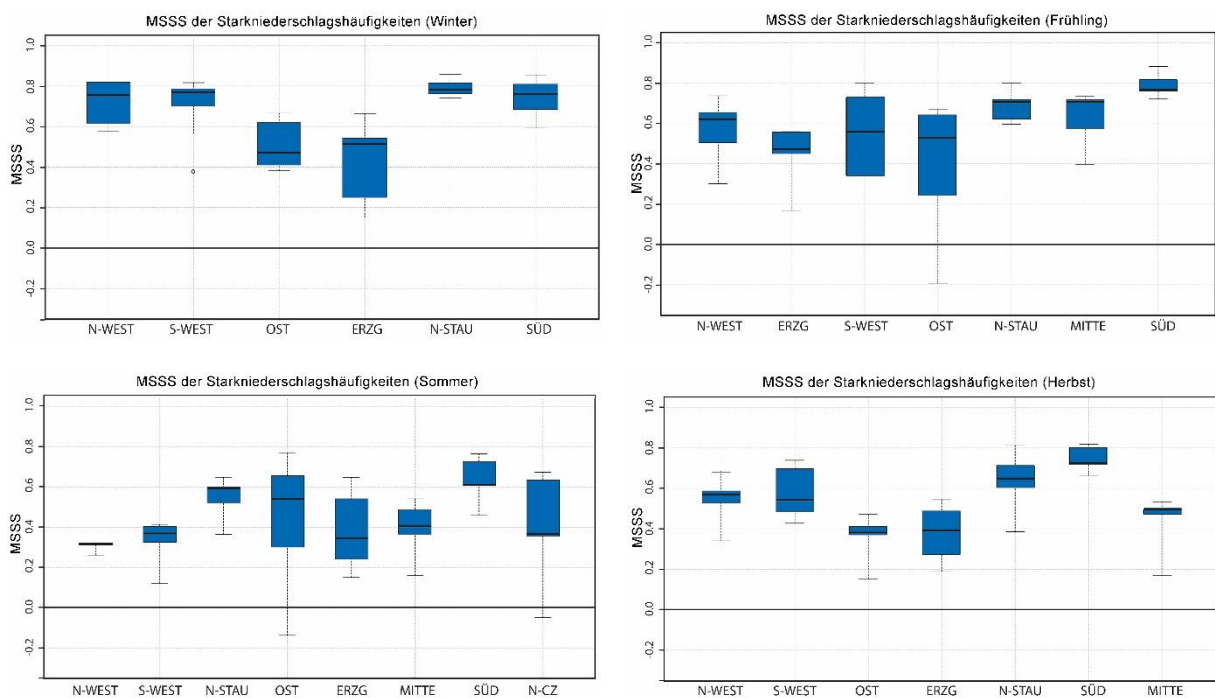 MSSS der Starkniederschlagshäufigkeiten (Winter)
MSSS
1.0
0.8
0.6
0.4
0.2
0.0
-0.2
N-WEST S-WEST OST ERZG N-STAU SÜD
MSSS der Starkniederschlagshäufigkeiten (Frühling)
MSSS
1.0
0.8
0.6
0.4
0.2
0.0
-0.2
N-WEST ERZG S-WEST OST N-STAU MITTE SÜD
MSSS der Starkniederschlagshäufigkeiten (Sommer)
MSSS
1.0
0.8
0.6
0.4
0.2
0.0
-0.2
N-WEST S-WEST N-STAU OST ERZG MITTE SÜD N-CZ
MSSS der Starkniederschlagshäufigkeiten (Herbst)
MSSS
1.0
0.8
0.6
0.4
0.2
0.0
-0.2
N-WEST S-WEST OST ERZG N-STAU SÜD MITTE